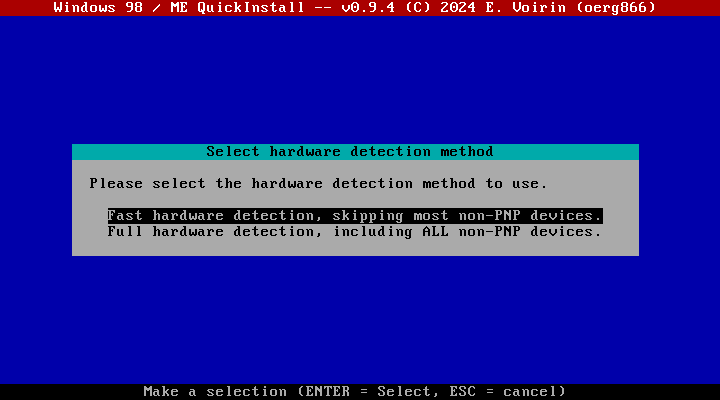 Windows 98 / ME QuickInstall -- v0.9.4 (C) 2024 E. Voirin (oerg866)
Select hardware detection method
Please select the hardware detection method to use.
Fast hardware detection, skipping most non-PNP devices.
Full hardware detection, including ALL non-PNP devices.
Make a selection (ENTER = Select, ESC = cancel)